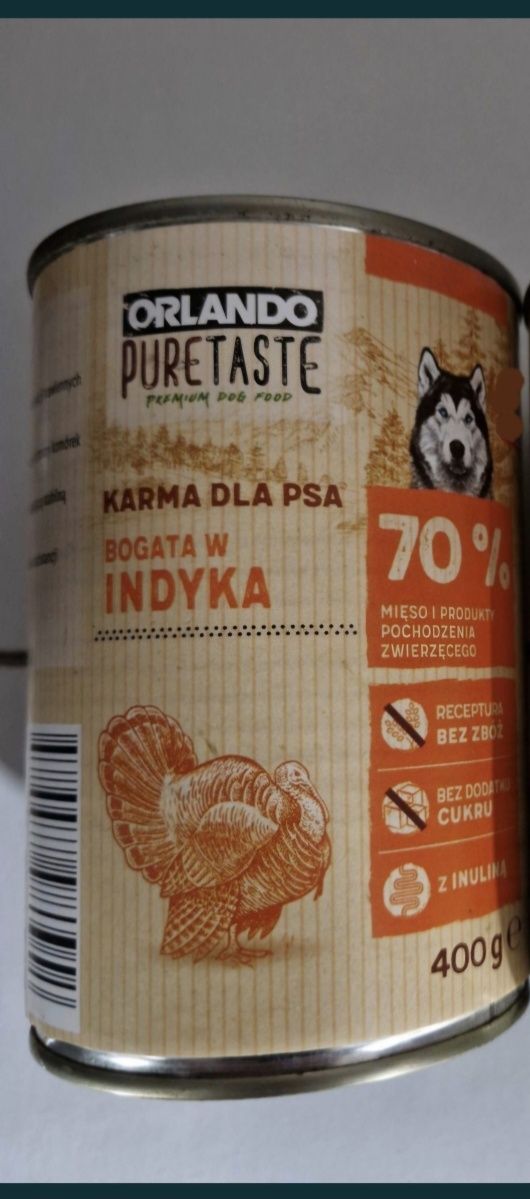 ORLANDO
PURETASTE
PREMIUM DOG FOOD
KARMA DLA PSA
BOGATA W
INDYKA
70 %
MIĘSO I PRODUKTY
POCHODZENIA
ZWIERZĘCEGO
RECEPTURA
BEZ ZBÓŻ
BEZ DODATKU
CUKRU
Z INULINĄ
400 g e